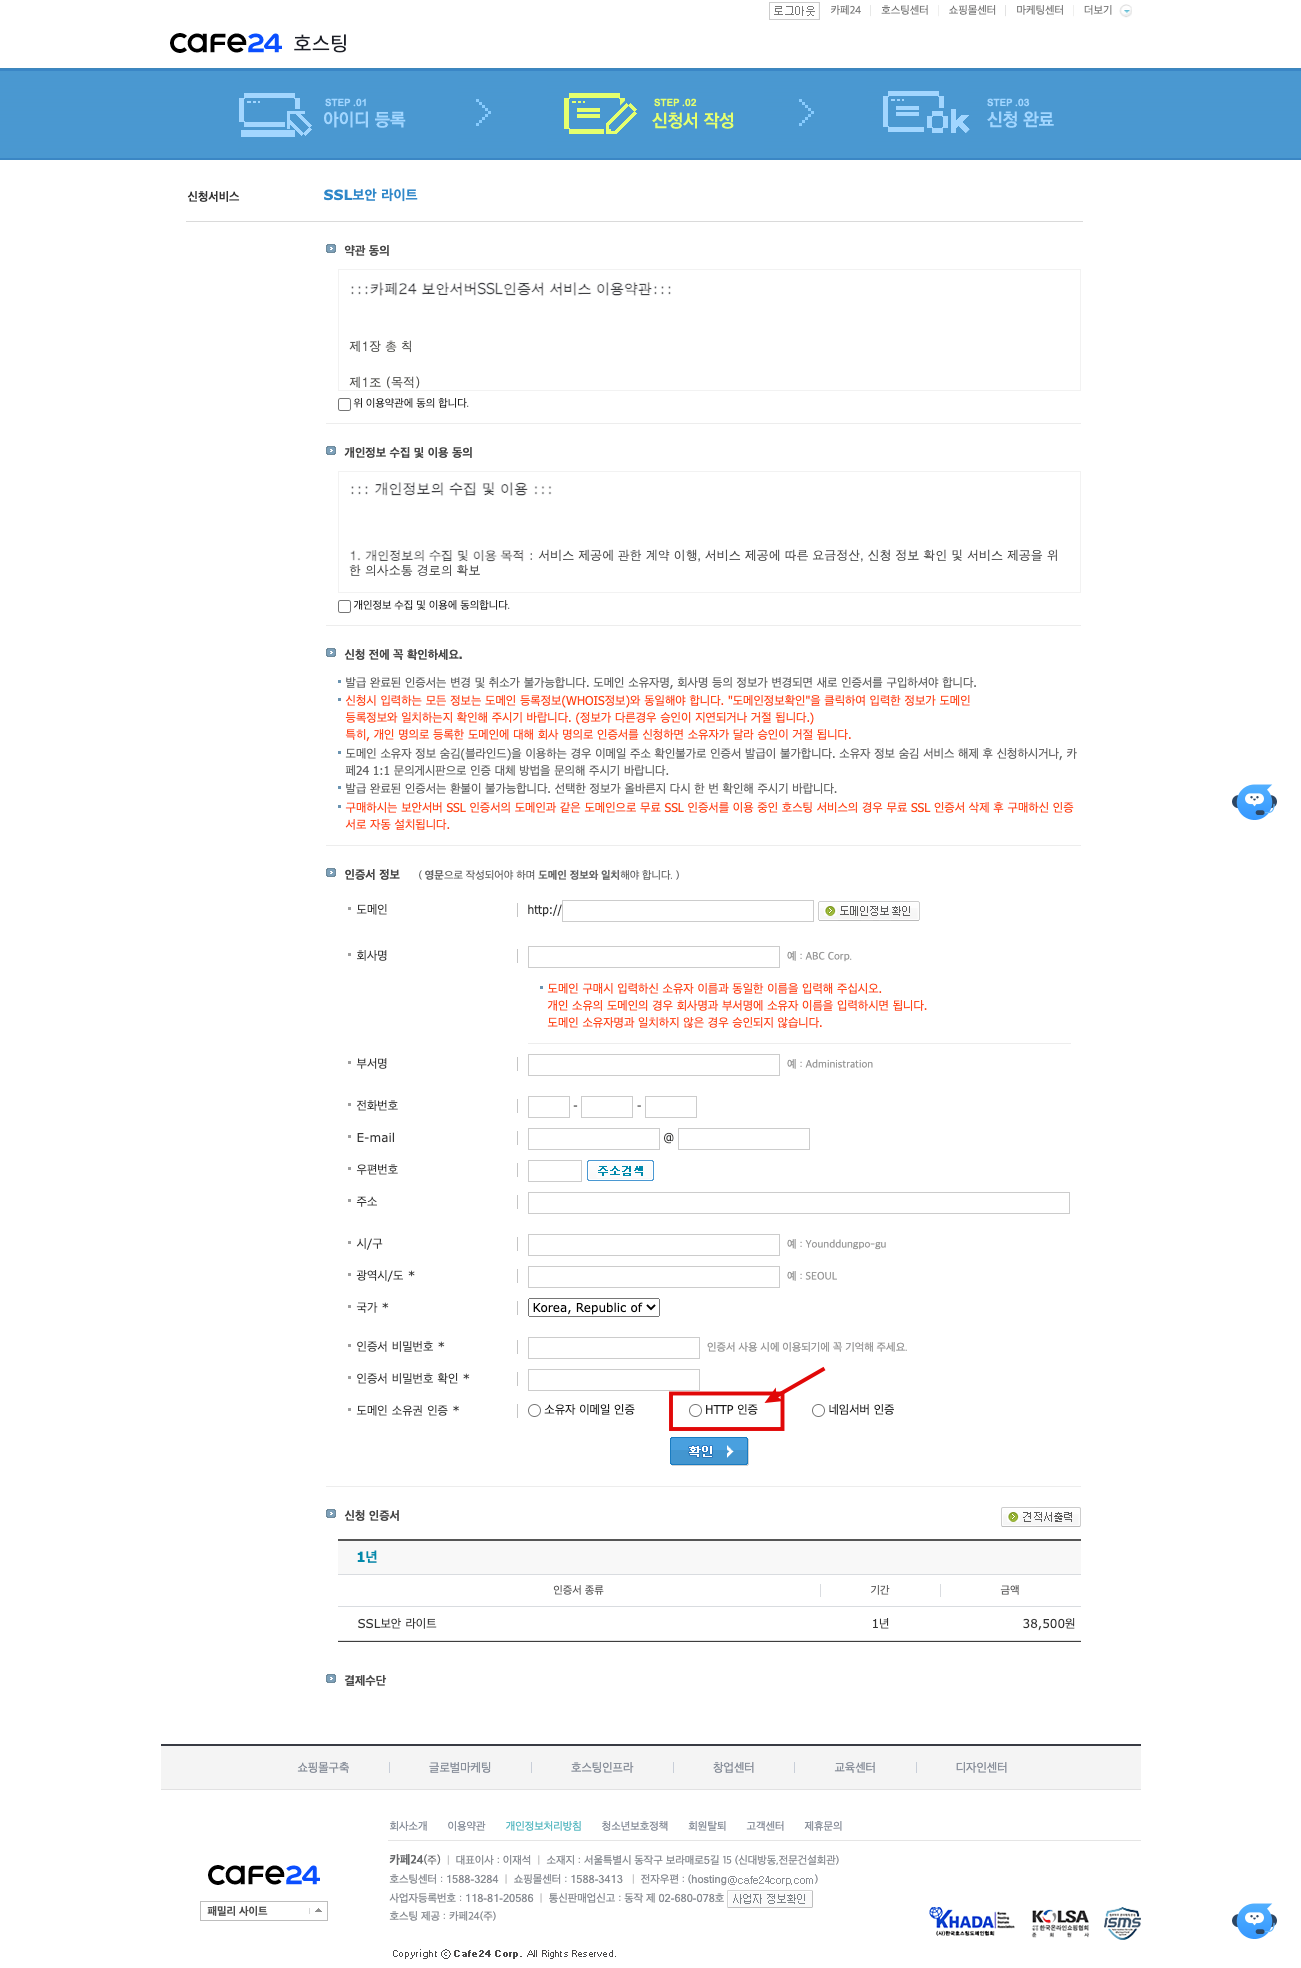 로그아웃 카페24 호스팅센터 쇼핑몰센터 마케팅센터 더보기
cafe24 호스팅
STEP .01
아이디 등록
STEP .02
신청서 작성
STEP .03
신청 완료
ok
신청서비스 SSL보안 라이트
약관 동의
:::카페24 보안서버SSL인증서 서비스 이용약관:::
제1장 총 칙
제1조 (목적)
위 이용약관에 동의 합니다.
개인정보 수집 및 이용 동의
::: 개인정보의 수집 및 이용 :::
1. 개인정보의 수집 및 이용 목적 : 서비스 제공에 관한 계약 이행, 서비스 제공에 따른 요금정산, 신청 정보 확인 및 서비스 제공을 위
한 의사소통 경로의 확보
개인정보 수집 및 이용에 동의합니다.
신청 전에 꼭 확인하세요.
발급 완료된 인증서는 변경 및 취소가 불가능합니다. 도메인 소유자명, 회사명 등의 정보가 변경되면 새로 인증서를 구입하셔야 합니다.
신청시 입력하는 모든 정보는 도메인 등록정보(WHOIS정보)와 동일해야 합니다. "도메인정보확인"을 클릭하여 입력한 정보가 도메인
등록정보와 일치하는지 확인해 주시기 바랍니다. (정보가 다른경우 승인이 지연되거나 거절 됩니다.)
특히, 개인 명의로 등록한 도메인에 대해 회사 명의로 인증서를 신청하면 소유자가 달라 승인이 거절 됩니다.
도메인 소유자 정보 숨김(블라인드)을 이용하는 경우 이메일 주소 확인불가로 인증서 발급이 불가합니다. 소유자 정보 숨김 서비스 해제 후 신청하시거나, 카
페24 1:1 문의게시판으로 인증 대체 방법을 문의해 주시기 바랍니다.
발급 완료된 인증서는 환불이 불가능합니다. 선택한 정보가 올바른지 다시 한 번 확인해 주시기 바랍니다.
구매하시는 보안서버 SSL 인증서의 도메인과 같은 도메인으로 무료 SSL 인증서를 이용 중인 호스팅 서비스의 경우 무료 SSL 인증서 삭제 후 구매하신 인증
서로 자동 설치됩니다.
인증서 정보 ( 영문으로 작성되어야 하며 도메인 정보와 일치해야 합니다. )
도메인 http:// 도메인정보 확인
회사명 예 : ABC Corp.
도메인 구매시 입력하신 소유자 이름과 동일한 이름을 입력해 주십시오.
개인 소유의 도메인의 경우 회사명과 부서명에 소유자 이름을 입력하시면 됩니다.
도메인 소유자명과 일치하지 않은 경우 승인되지 않습니다.
부서명 예 : Administration
전화번호 - -
E-mail @
우편번호 주소검색
주소
시/구 예 : Younddungpo-gu
광역시/도 * 예 : SEOUL
국가 * Korea, Republic of
인증서 비밀번호 * 인증서 사용 시에 이용되기에 꼭 기억해 주세요.
인증서 비밀번호 확인 *
도메인 소유권 인증 * 소유자 이메일 인증 HTTP 인증 네임서버 인증
확인
신청 인증서 견적서출력
1년
인증서 종류 기간 금액
SSL보안 라이트 1년 38,500원
결제수단
쇼핑몰구축 글로벌마케팅 호스팅인프라 창업센터 교육센터 디자인센터
회사소개 이용약관 개인정보처리방침 청소년보호정책 회원탈퇴 고객센터 제휴문의
cafe24
패밀리 사이트
카페24(주) | 대표이사 : 이재석 | 소재지 : 서울특별시 동작구 보라매로5길 15 (신대방동,전문건설회관)
호스팅센터 : 1588-3284 | 쇼핑몰센터 : 1588-3413 | 전자우편 : (hosting@cafe24corp.com)
사업자등록번호 : 118-81-20586 | 통신판매업신고 : 동작 제 02-680-078호 사업자 정보확인
호스팅 제공 : 카페24(주)
Copyright ⓒ Cafe24 Corp. All Rights Reserved.
KHADA
(사)한국호스팅도메인협회
KOLSA
한국온라인쇼핑협회
ISMS